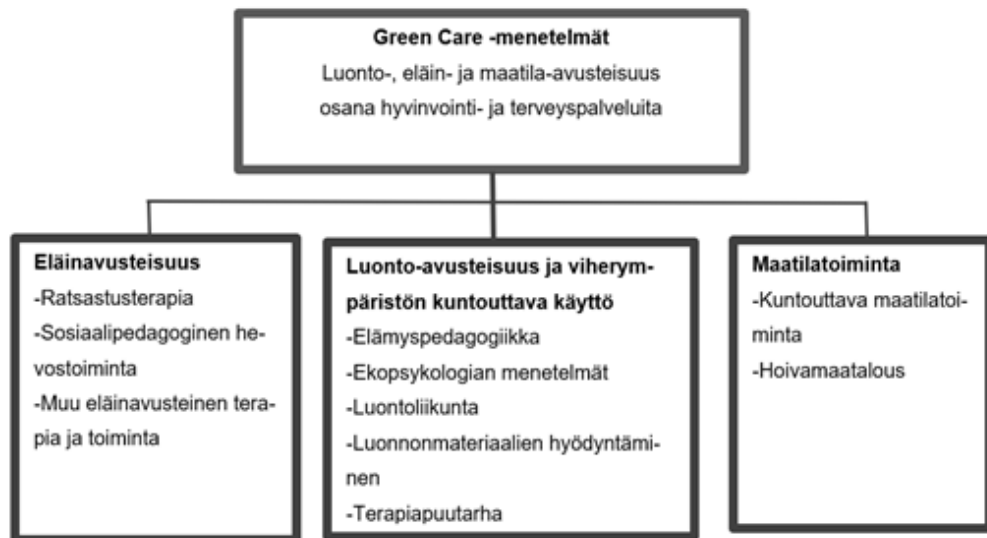 Green Care -menetelmät
Luonto-, eläin- ja maatila-avusteisuus
osana hyvinvointi- ja terveyspalveluita
Eläinavusteisuus
-Ratsastusterapia
-Sosiaalipedagoginen he-
vostoiminta
-Muu eläinavusteinen tera-
pia ja toiminta
Luonto-avusteisuus ja viherym-
päristön kuntouttava käyttö
-Elämyspedagogiikka
-Ekopsykologian menetelmät
-Luontoliikunta
-Luonnonmateriaalien hyödyntämi-
nen
-Terapiapuutarha
Maatilatoiminta
-Kuntouttava maatilatoi-
minta
-Hoivamaatalous